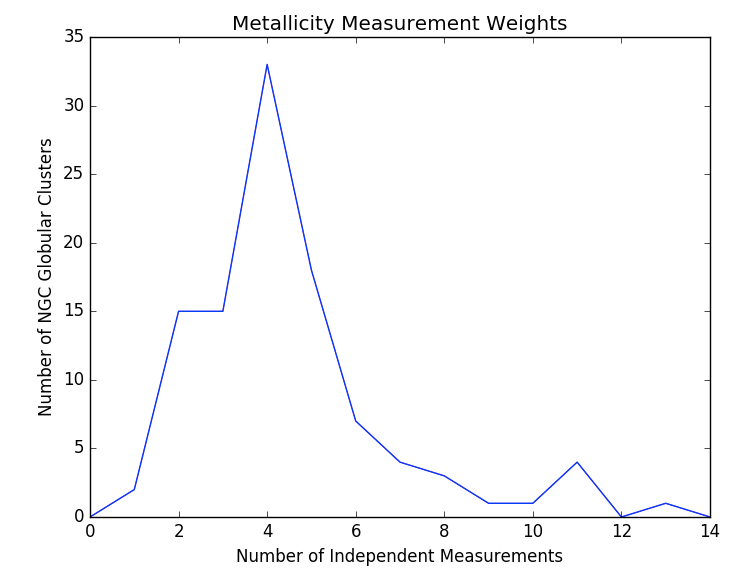 Metallicity Measurement Weights
35
30
25
20
15
10
5
0
Number of NGC Globular Clusters
0 2 4 6 8 10 12 14
Number of Independent Measurements